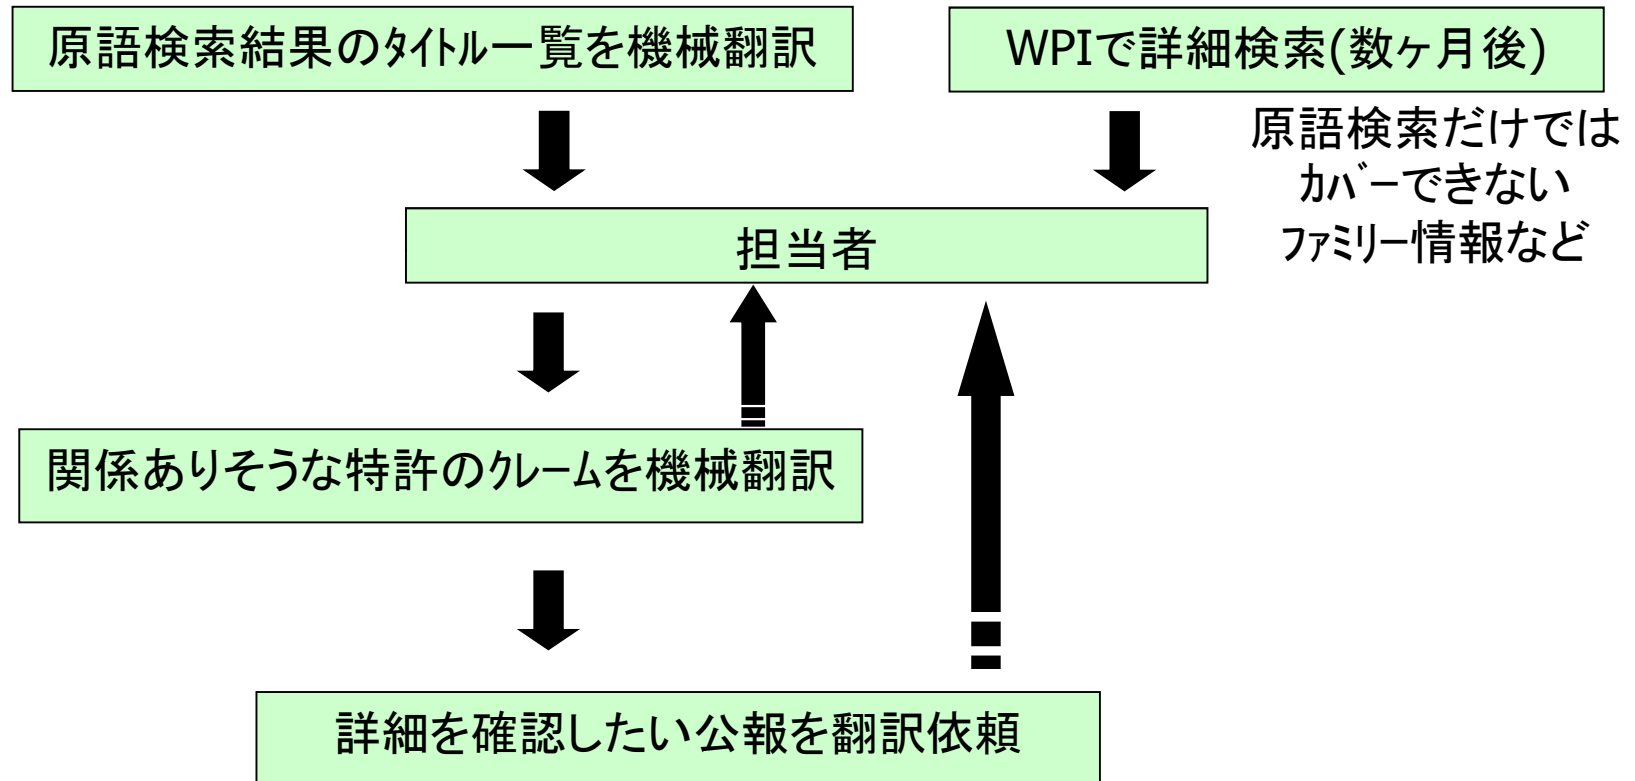 原語検索結果のﾀｲﾄﾙ一覧を機械翻訳
WPIで詳細検索(数ヶ月後)
原語検索だけでは
ｶﾊﾞｰできない
ﾌｧﾐﾘｰ情報など
担当者
関係ありそうな特許のｸﾚｰﾑを機械翻訳
詳細を確認したい公報を翻訳依頼